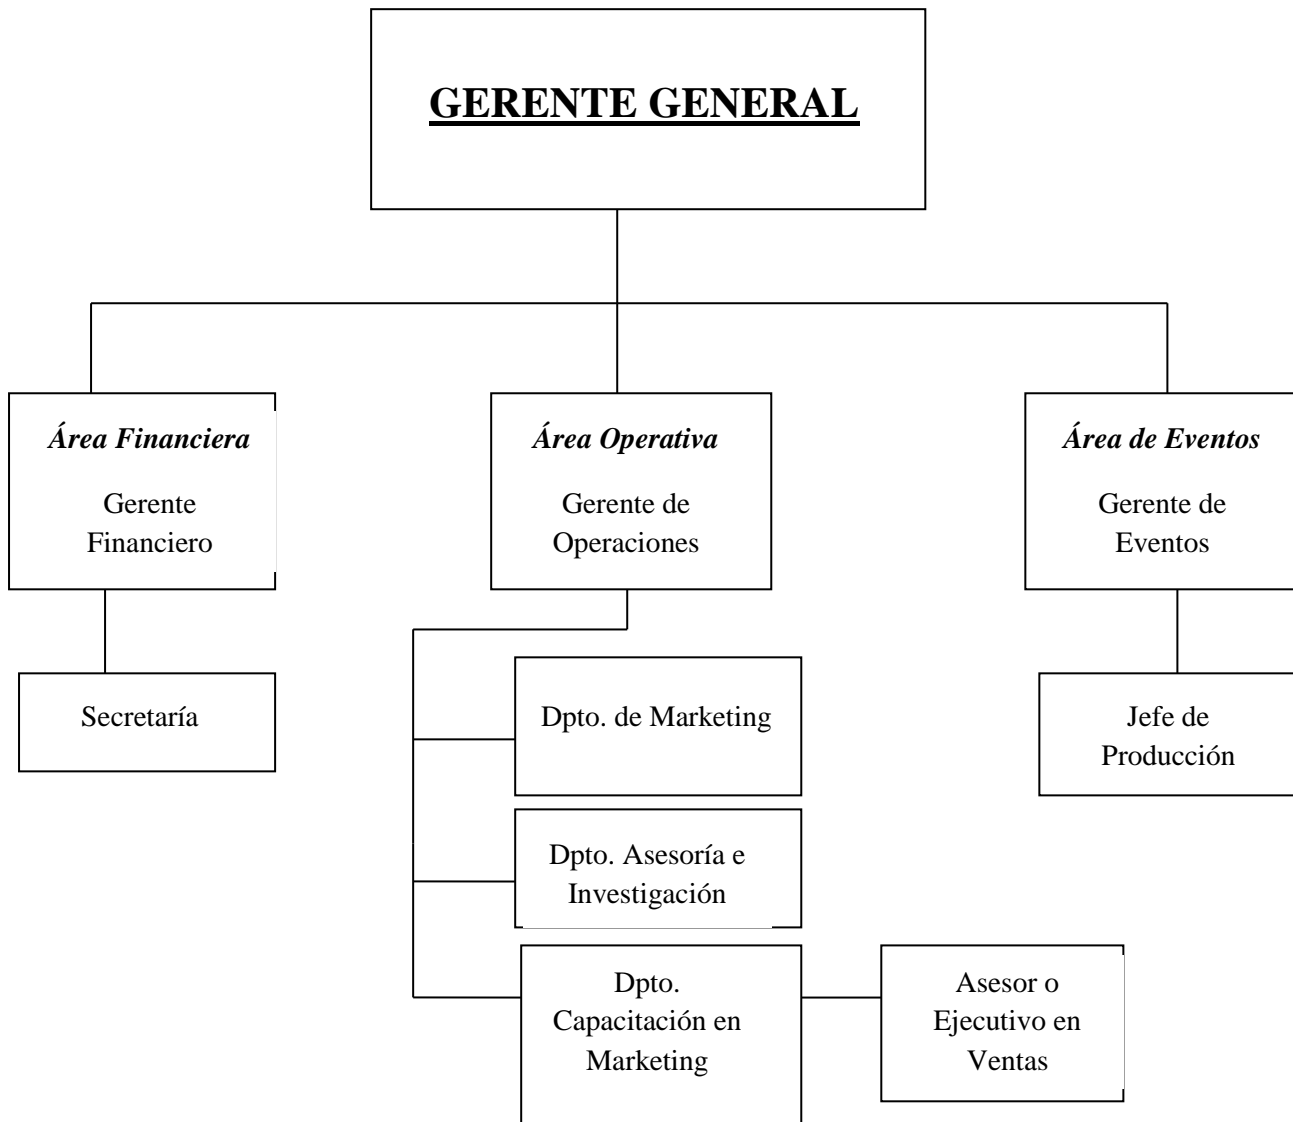 GERENTE GENERAL
Área Financiera
Gerente
Financiero
Área Operativa
Gerente de
Operaciones
Área de Eventos
Gerente de
Eventos
Secretaría
Dpto. de Marketing
Jefe de
Producción
Dpto. Asesoría e
Investigación
Dpto.
Capacitación en
Marketing
Asesor o
Ejecutivo en
Ventas